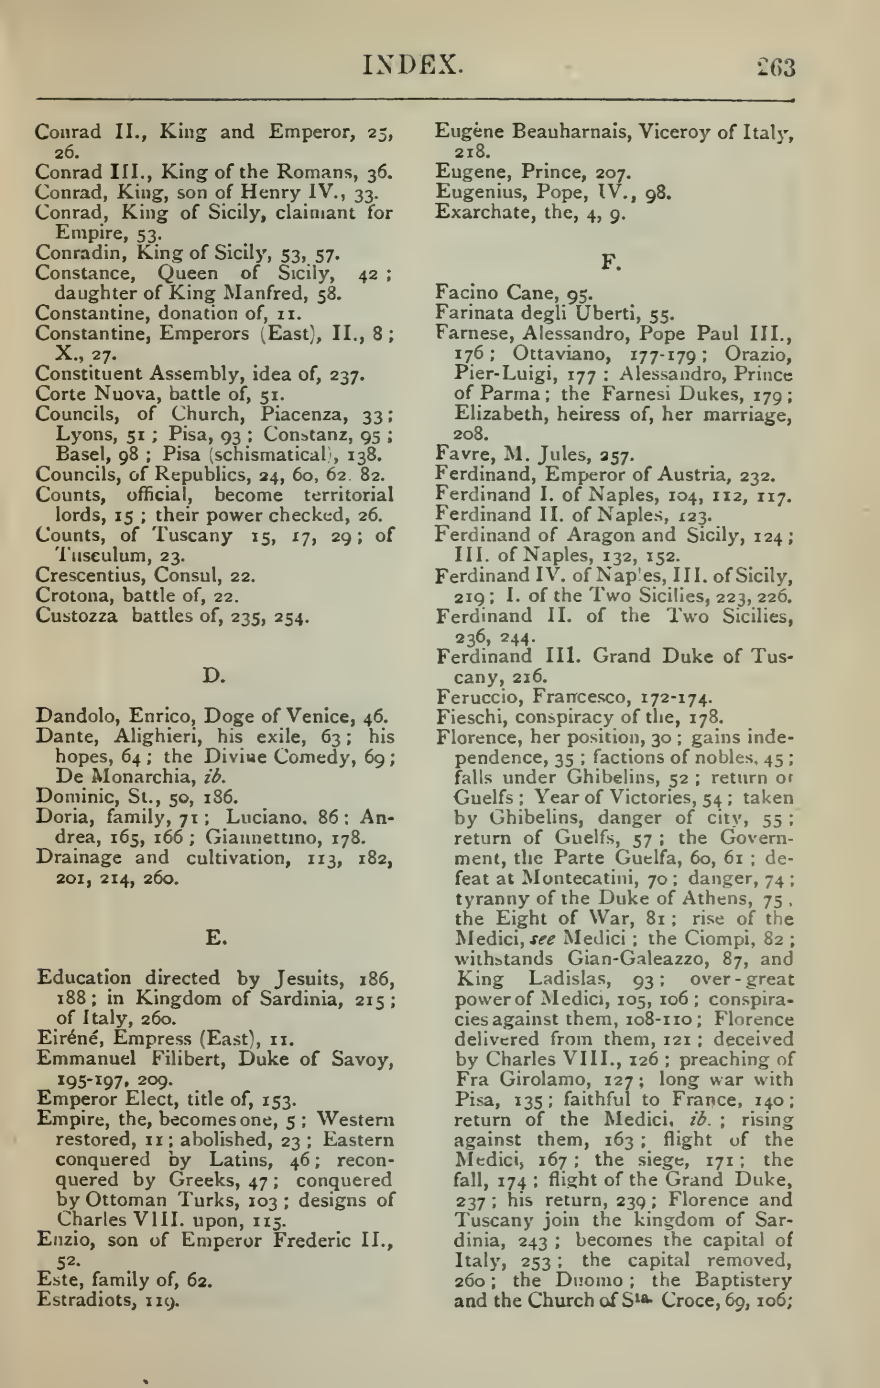 INDEX. 263
Conrad II., King and Emperor, 25,
26.
Conrad III., King of the Romans, 36.
Conrad, King, son of Henry IV., 33.
Conrad, King of Sicily, claimant for
Empire, 53.
Conradin, King of Sicily, 53, 57.
Constance, Queen of Sicily, 42 ;
daughter of King Manfred, 58.
Constantine, donation of, 11.
Constantine, Emperors (East), II., 8 ;
X., 27.
Constituent Assembly, idea of, 237.
Corte Nuova, battle of, 51.
Councils, of Church, Piacenza, 33 ;
Lyons, 51 ; Pisa, 93 ; Constanz, 95 ;
Basel, 98 ; Pisa (schismatical), 138.
Councils, of Republics, 24, 60, 62. 82.
Counts, official, become territorial
lords, 15 ; their power checked, 26.
Counts, of Tuscany 15, 17, 29 ; of
Tusculum, 23.
Crescentius, Consul, 22.
Crotona, battle of, 22.
Custozza battles of, 235, 254.
D.
Dandolo, Enrico, Doge of Venice, 46.
Dante, Alighieri, his exile, 63 ; his
hopes, 64 ; the Divine Comedy, 69 ;
De Monarchia, ib.
Dominic, St., 50, 186.
Doria, family, 71 ; Luciano. 86 : An-
drea, 165, 166 ; Giannettino, 178.
Drainage and cultivation, 113, 182,
201, 214, 260.
E.
Education directed by Jesuits, 186,
188 ; in Kingdom of Sardinia, 215 ;
of Italy, 260.
Eiréné, Empress (East), 11.
Emmanuel Filibert, Duke of Savoy,
195-197, 209.
Emperor Elect, title of, 153.
Empire, the, becomes one, 5 ; Western
restored, 11 ; abolished, 23 ; Eastern
conquered by Latins, 46 ; recon-
quered by Greeks, 47 ; conquered
by Ottoman Turks, 103 ; designs of
Charles VIII. upon, 115.
Enzio, son of Emperor Frederic II.,
52.
Este, family of, 62.
Estradiots, 119.
Eugène Beauharnais, Viceroy of Italy,
218.
Eugene, Prince, 207.
Eugenius, Pope, IV., 98.
Exarchate, the, 4, 9.
F.
Facino Cane, 95.
Farinata degli Uberti, 55.
Farnese, Alessandro, Pope Paul III.,
176 ; Ottaviano, 177-179 ; Orazio,
Pier-Luigi, 177 : Alessandro, Prince
of Parma ; the Farnesi Dukes, 179 ;
Elizabeth, heiress of, her marriage,
208.
Favre, M. Jules, 257.
Ferdinand, Emperor of Austria, 232.
Ferdinand I. of Naples, 104, 112, 117.
Ferdinand II. of Naples, 123.
Ferdinand of Aragon and Sicily, 124 ;
III. of Naples, 132, 152.
Ferdinand IV. of Naples, III. of Sicily,
219 ; I. of the Two Sicilies, 223, 226.
Ferdinand II. of the Two Sicilies,
236, 244.
Ferdinand III. Grand Duke of Tus-
cany, 216.
Feruccio, Francesco, 172-174.
Fieschi, conspiracy of the, 178.
Florence, her position, 30 ; gains inde-
pendence, 35 ; factions of nobles. 45 ;
falls under Ghibelins, 52 ; return of
Guelfs ; Year of Victories, 54 ; taken
by Ghibelins, danger of city, 55 ;
return of Guelfs, 57 ; the Govern-
ment, the Parte Guelfa, 60, 61 ; de-
feat at Montecatini, 70 ; danger, 74 ;
tyranny of the Duke of Athens, 75 .
the Eight of War, 81 ; rise of the
Medici, see Medici ; the Ciompi, 82 ;
withstands Gian-Galeazzo, 87, and
King Ladislas, 93 ; over-great
power of Medici, 105, 106 ; conspira-
cies against them, 108-110 ; Florence
delivered from them, 121 ; deceived
by Charles VIII., 126 ; preaching of
Fra Girolamo, 127 ; long war with
Pisa, 135 ; faithful to France, 140 ;
return of the Medici, ib. ; rising
against them, 163 ; flight of the
Medici, 167 ; the siege, 171 ; the
fall, 174 ; flight of the Grand Duke,
237 ; his return, 239 ; Florence and
Tuscany join the kingdom of Sar-
dinia, 243 ; becomes the capital of
Italy, 253 ; the capital removed,
260 ; the Duomo ; the Baptistery
and the Church of Sta. Croce, 69, 106;